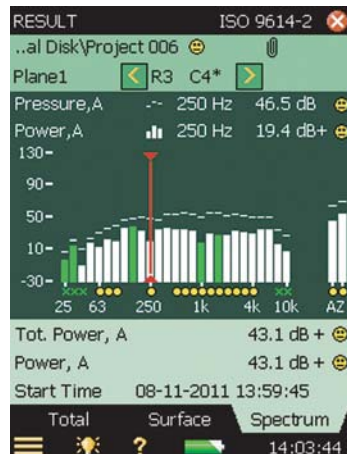 RESULT ISO 9614-2
..al Disk\Project 006
Plane1 < R3 C4* >
Pressure,A 250 Hz 46.5 dB
Power,A 250 Hz 19.4 dB+
130-
90-
50-
10-
-30-
25 63 250 1k 4k 10k AZ
Tot. Power, A 43.1 dB +
Power, A 43.1 dB +
Start Time 08-11-2011 13:59:45
Total Surface Spectrum
? 14:03:44